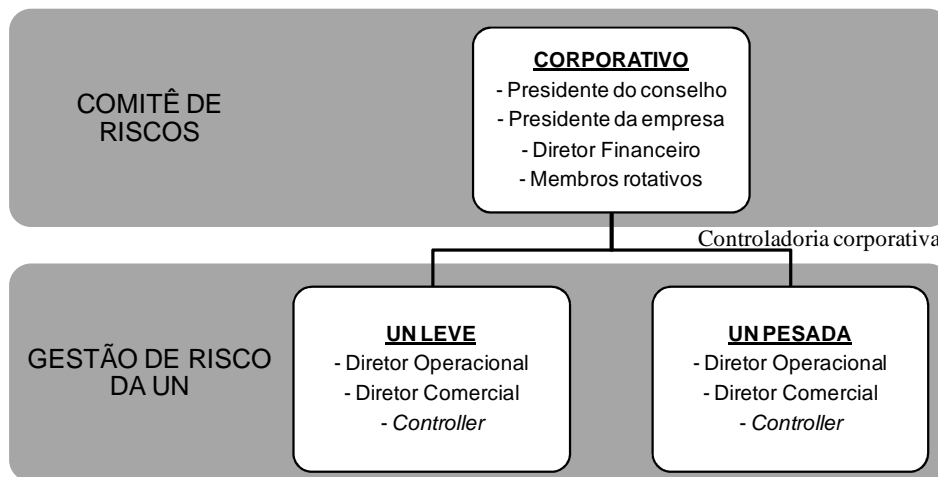 COMITÊ DE
RISCOS
CORPORATIVO
- Presidente do conselho
- Presidente da empresa
- Diretor Financeiro
- Membros rotativos
Controladoria corporativa
GESTÃO DE RISCO
DA UN
UN LEVE
- Diretor Operacional
- Diretor Comercial
- Controller
UN PESADA
- Diretor Operacional
- Diretor Comercial
- Controller